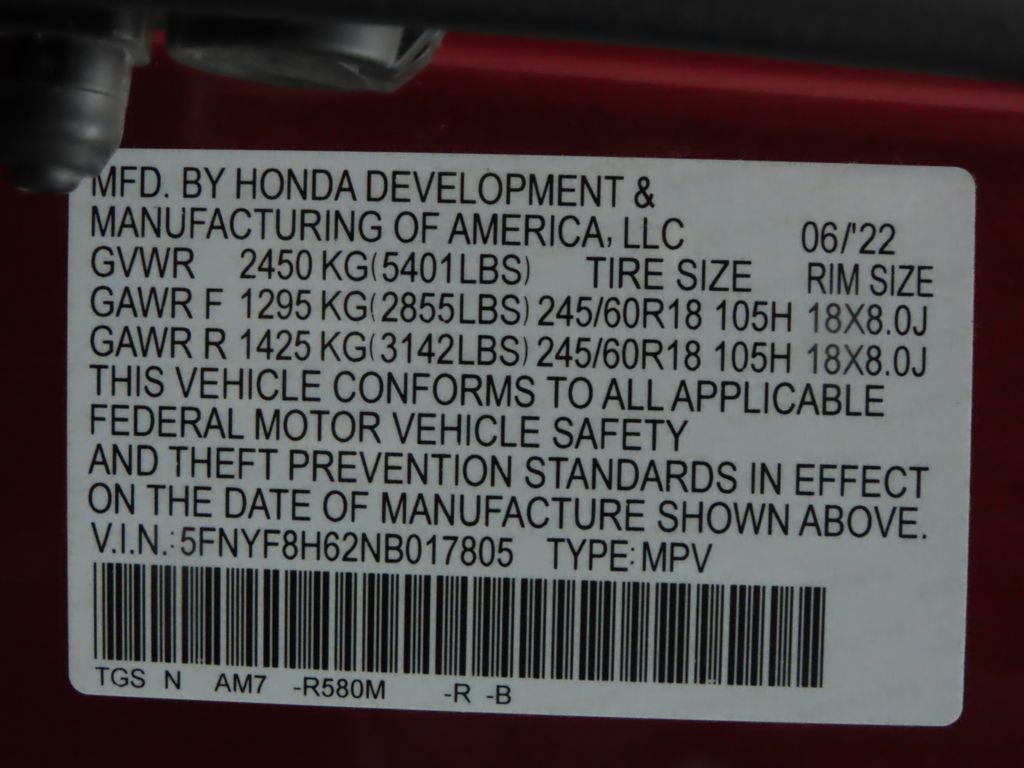 MFD. BY HONDA DEVELOPMENT &
MANUFACTURING OF AMERICA, LLC 06/'22
GVWR 2450 KG(5401LBS) TIRE SIZE RIM SIZE
GAWR F 1295 KG(2855LBS) 245/60R18 105H 18X8.0J
GAWR R 1425 KG(3142LBS) 245/60R18 105H 18X8.0J
THIS VEHICLE CONFORMS TO ALL APPLICABLE
FEDERAL MOTOR VEHICLE SAFETY
AND THEFT PREVENTION STANDARDS IN EFFECT
ON THE DATE OF MANUFACTURE SHOWN ABOVE.
V.I.N.: 5FNYF8H62NB017805 TYPE: MPV
TGS N AM7 -R580M -R -B